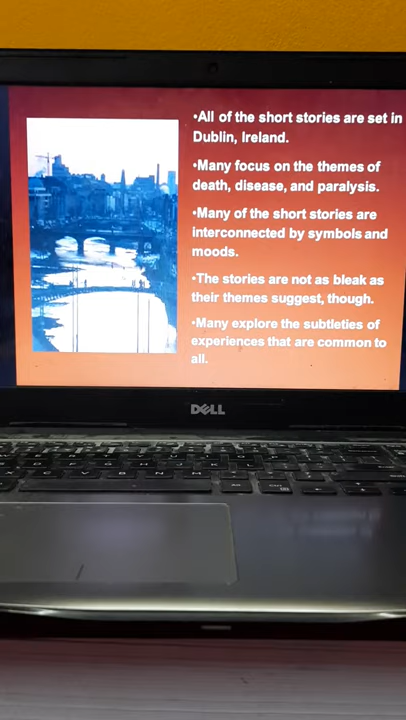 •All of the short stories are set in
Dublin, Ireland.
•Many focus on the themes of
death, disease, and paralysis.
•Many of the short stories are
interconnected by symbols and
moods.
•The stories are not as bleak as
their themes suggest, though.
•Many explore the subtleties of
experiences that are common to
all.
DELL